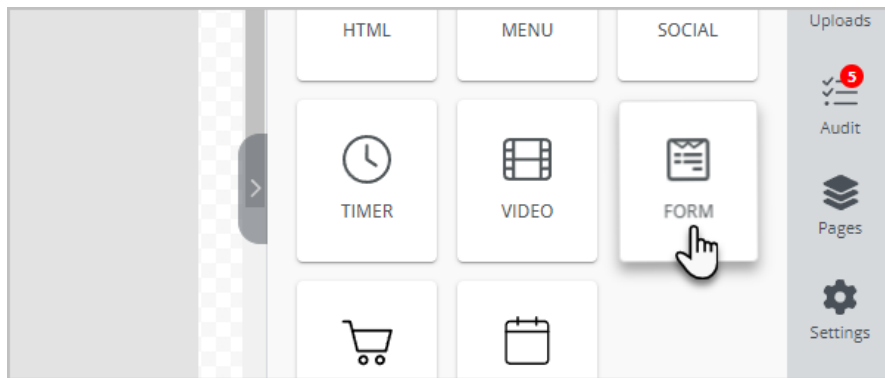 HTML
MENU
SOCIAL
Uploads
5
Audit
TIMER
VIDEO
FORM
Pages
Settings